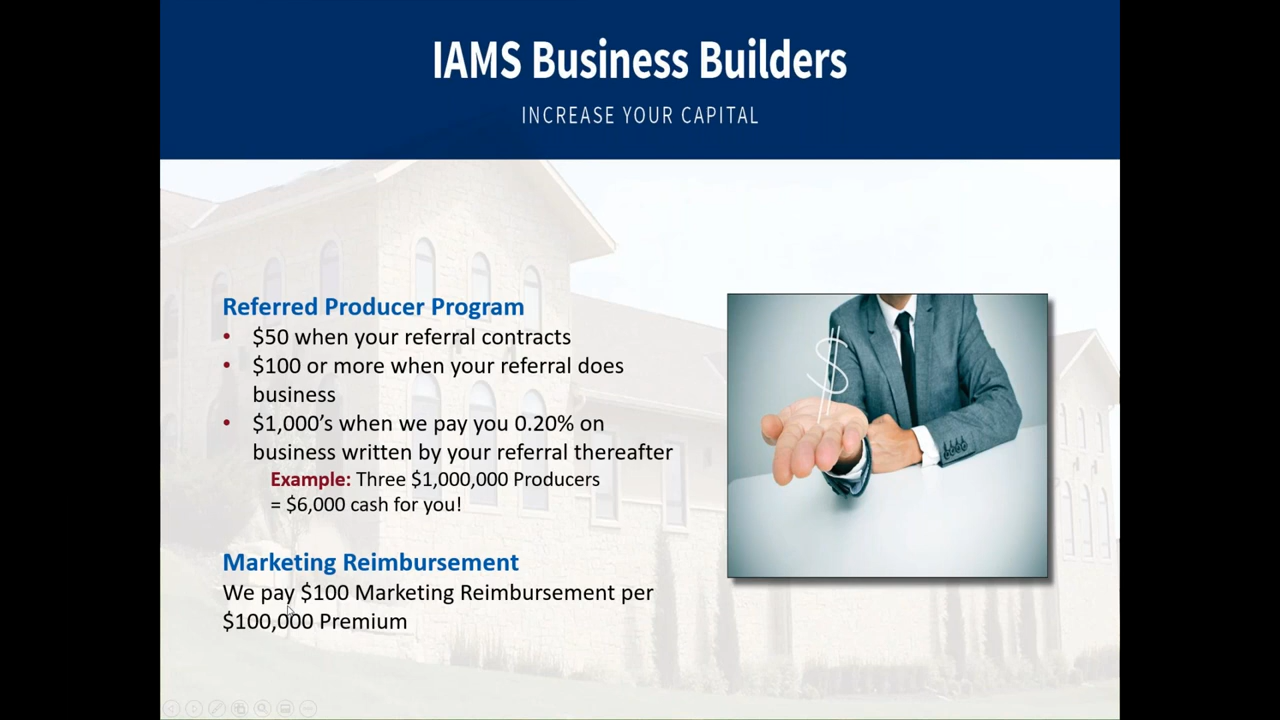 IAMS Business Builders
INCREASE YOUR CAPITAL
Referred Producer Program
• $50 when your referral contracts
• $100 or more when your referral does
business
• $1,000’s when we pay you 0.20% on
business written by your referral thereafter
Example: Three $1,000,000 Producers
= $6,000 cash for you!
$
Marketing Reimbursement
We pay $100 Marketing Reimbursement per
$100,000 Premium